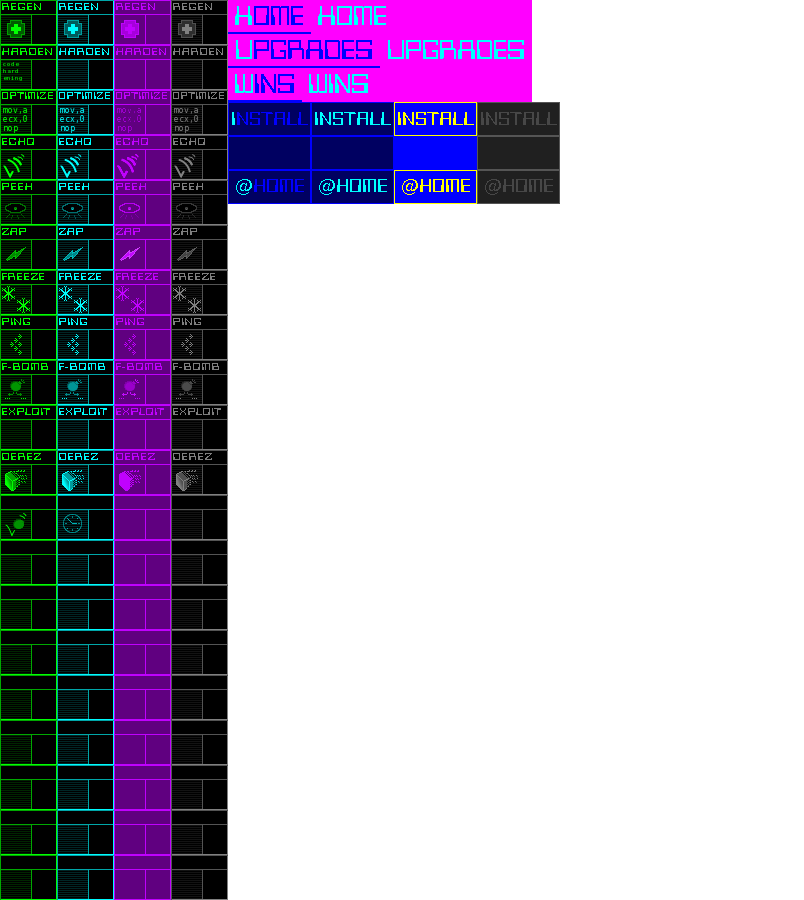 REGEN REGEN REGEN REGEN
HARDEN HARDEN HARDEN HARDEN
code
hard
ening
OPTIMIZE OPTIMIZE OPTIMIZE OPTIMIZE
mov,a mov,a mov,a mov,a
ecx,0 ecx,0 ecx,0 ecx,0
nop nop nop nop
ECHO ECHO ECHO ECHO
PEEK PEEK PEEK PEEK
ZAP ZAP ZAP ZAP
FREEZE FREEZE FREEZE FREEZE
PING PING PING PING
F-BOMB F-BOMB F-BOMB F-BOMB
EXPLOIT EXPLOIT EXPLOIT EXPLOIT
DEREZ DEREZ DEREZ DEREZ
HOME HOME
UPGRADES UPGRADES
WINS WINS
INSTALL INSTALL INSTALL INSTALL
@HOME @HOME @HOME @HOME